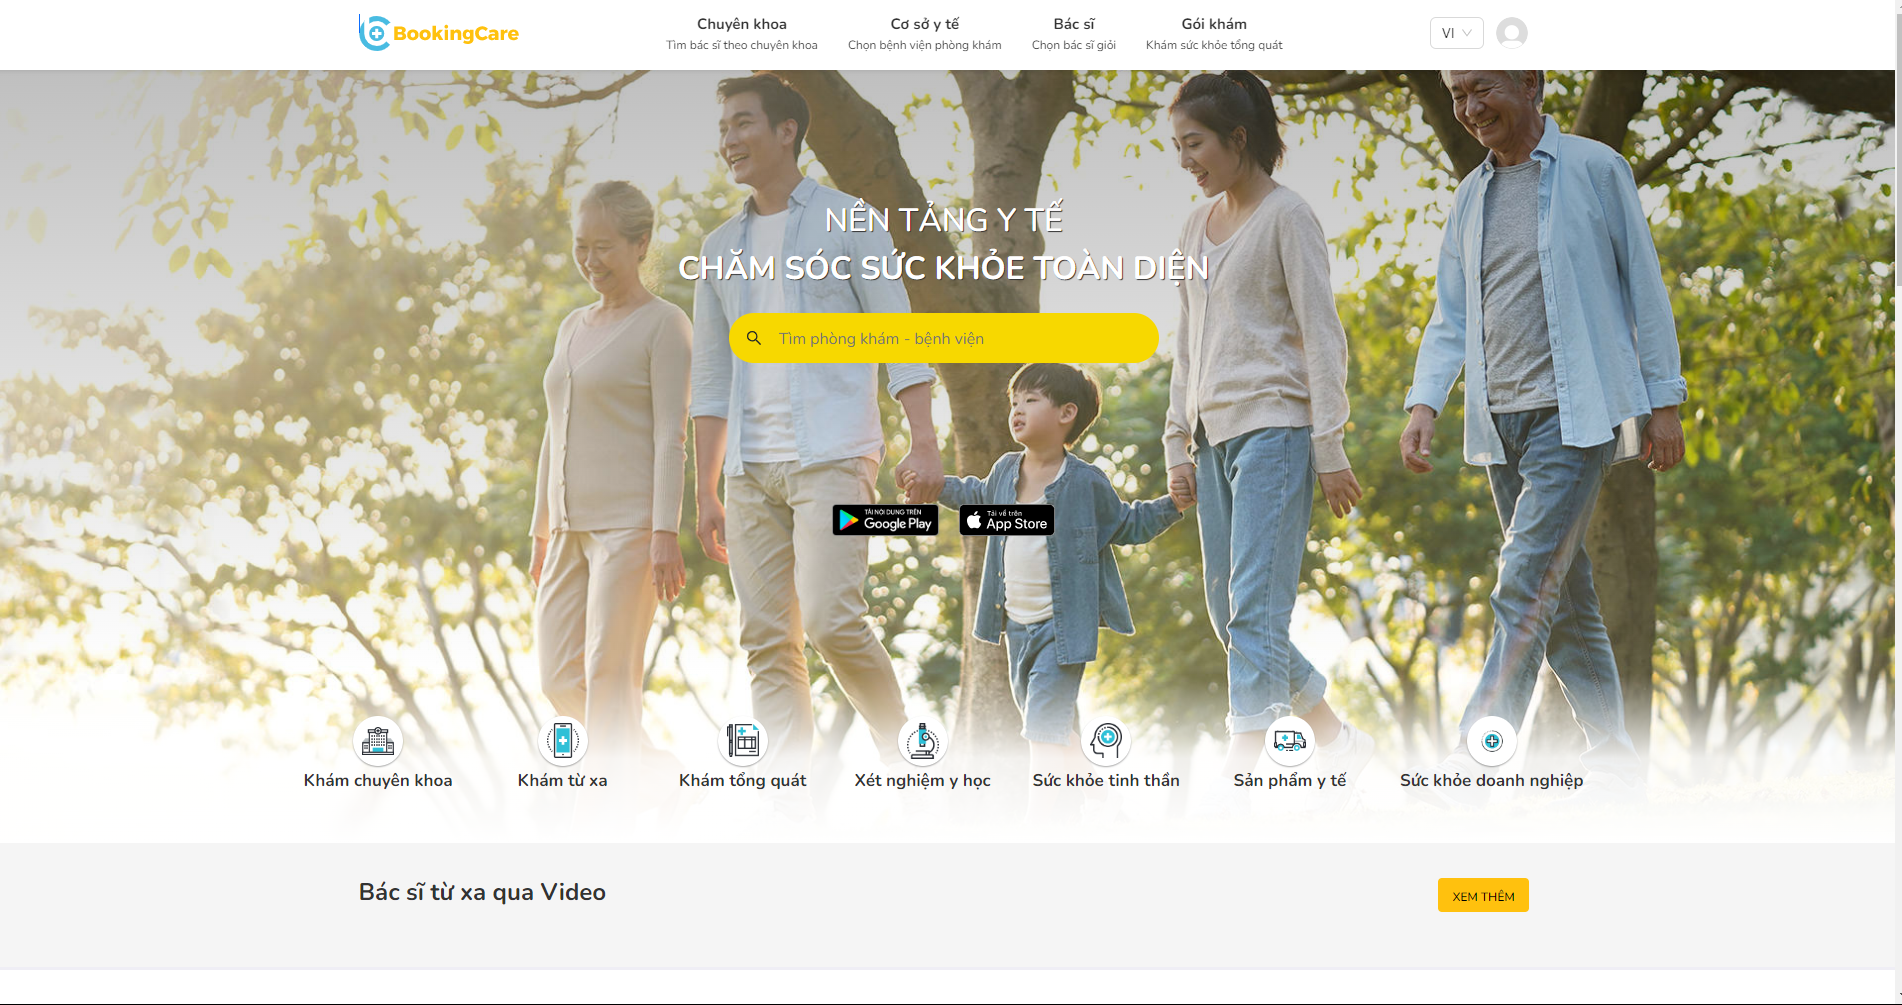 BookingCare
Chuyên khoa
Tìm bác sĩ theo chuyên khoa
Cơ sở y tế
Chọn bệnh viện phòng khám
Bác sĩ
Chọn bác sĩ giỏi
Gói khám
Khám sức khỏe tổng quát
VI
NỀN TẢNG Y TẾ
CHĂM SÓC SỨC KHỎE TOÀN DIỆN
Tìm phòng khám - bệnh viện
TẢI NỘI DUNG TRÊN
Google Play
Tải về trên
App Store
Khám chuyên khoa
Khám từ xa
Khám tổng quát
Xét nghiệm y học
Sức khỏe tinh thần
Sản phẩm y tế
Sức khỏe doanh nghiệp
Bác sĩ từ xa qua Video
XEM THÊM